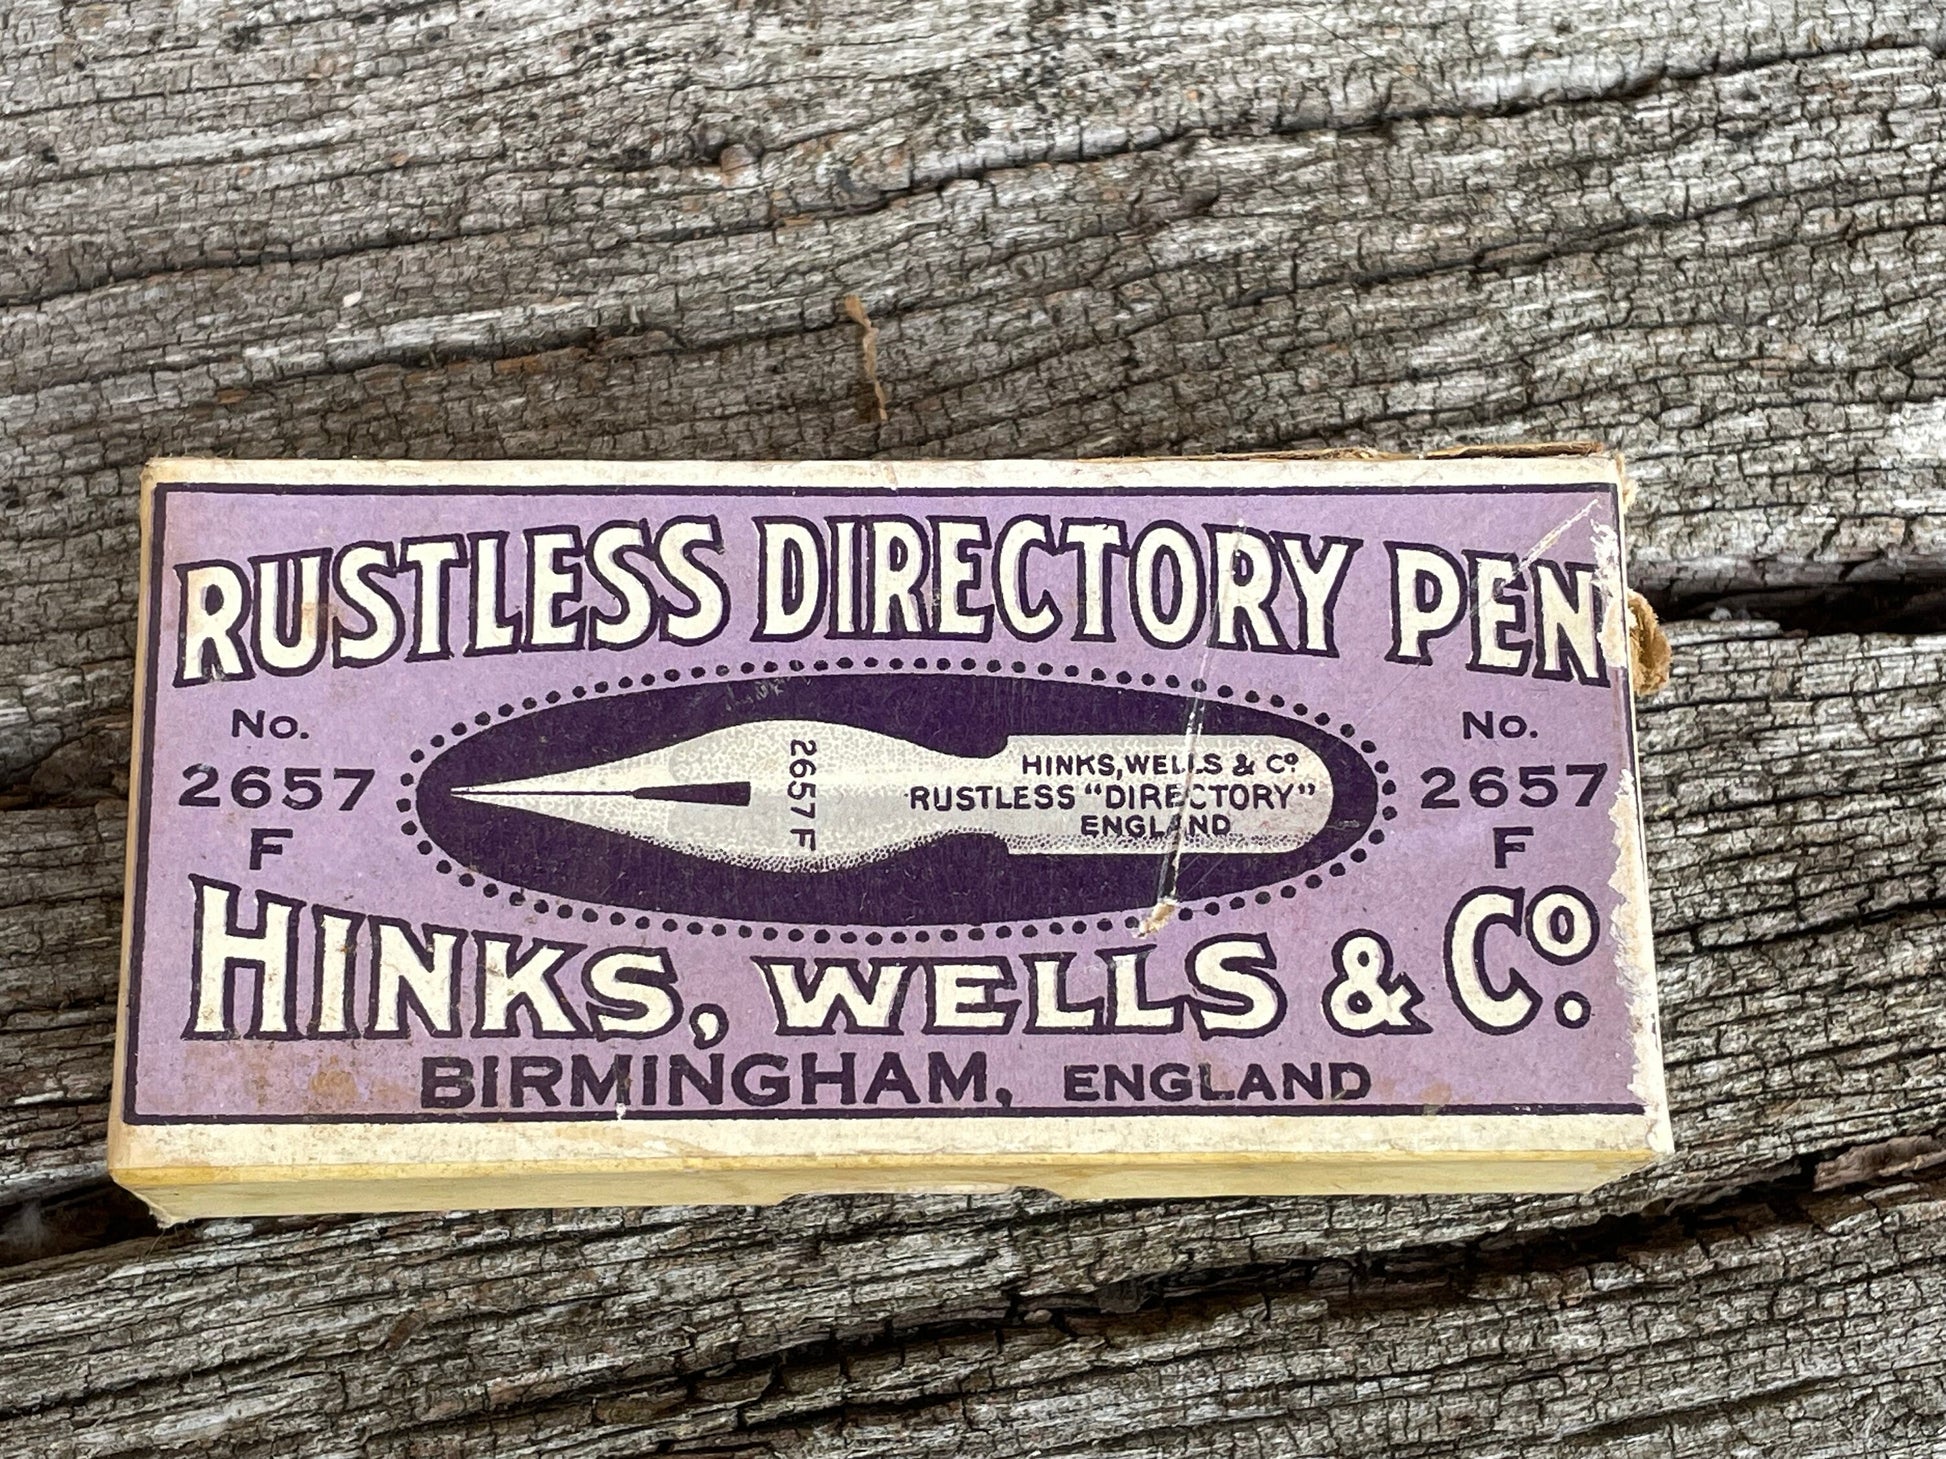 RUSTLESS DIRECTORY PEN
No.
2657
F
2657 F
HINKS, WELLS & Co.
RUSTLESS "DIRECTORY"
ENGLAND
No.
2657
F
HINKS, WELLS & Co.
BIRMINGHAM, ENGLAND